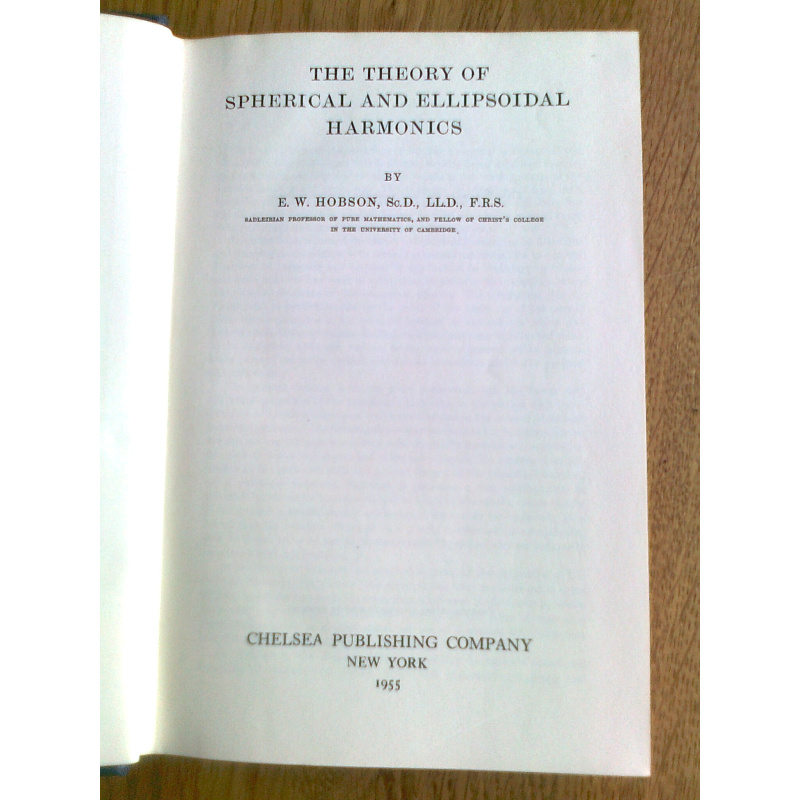 THE THEORY OF
SPHERICAL AND ELLIPSOIDAL
HARMONICS
BY
E. W. HOBSON, Sc.D., LL.D., F.R.S.
SADLEIRIAN PROFESSOR OF PURE MATHEMATICS, AND FELLOW OF CHRIST'S COLLEGE
IN THE UNIVERSITY OF CAMBRIDGE.
CHELSEA PUBLISHING COMPANY
NEW YORK
1955